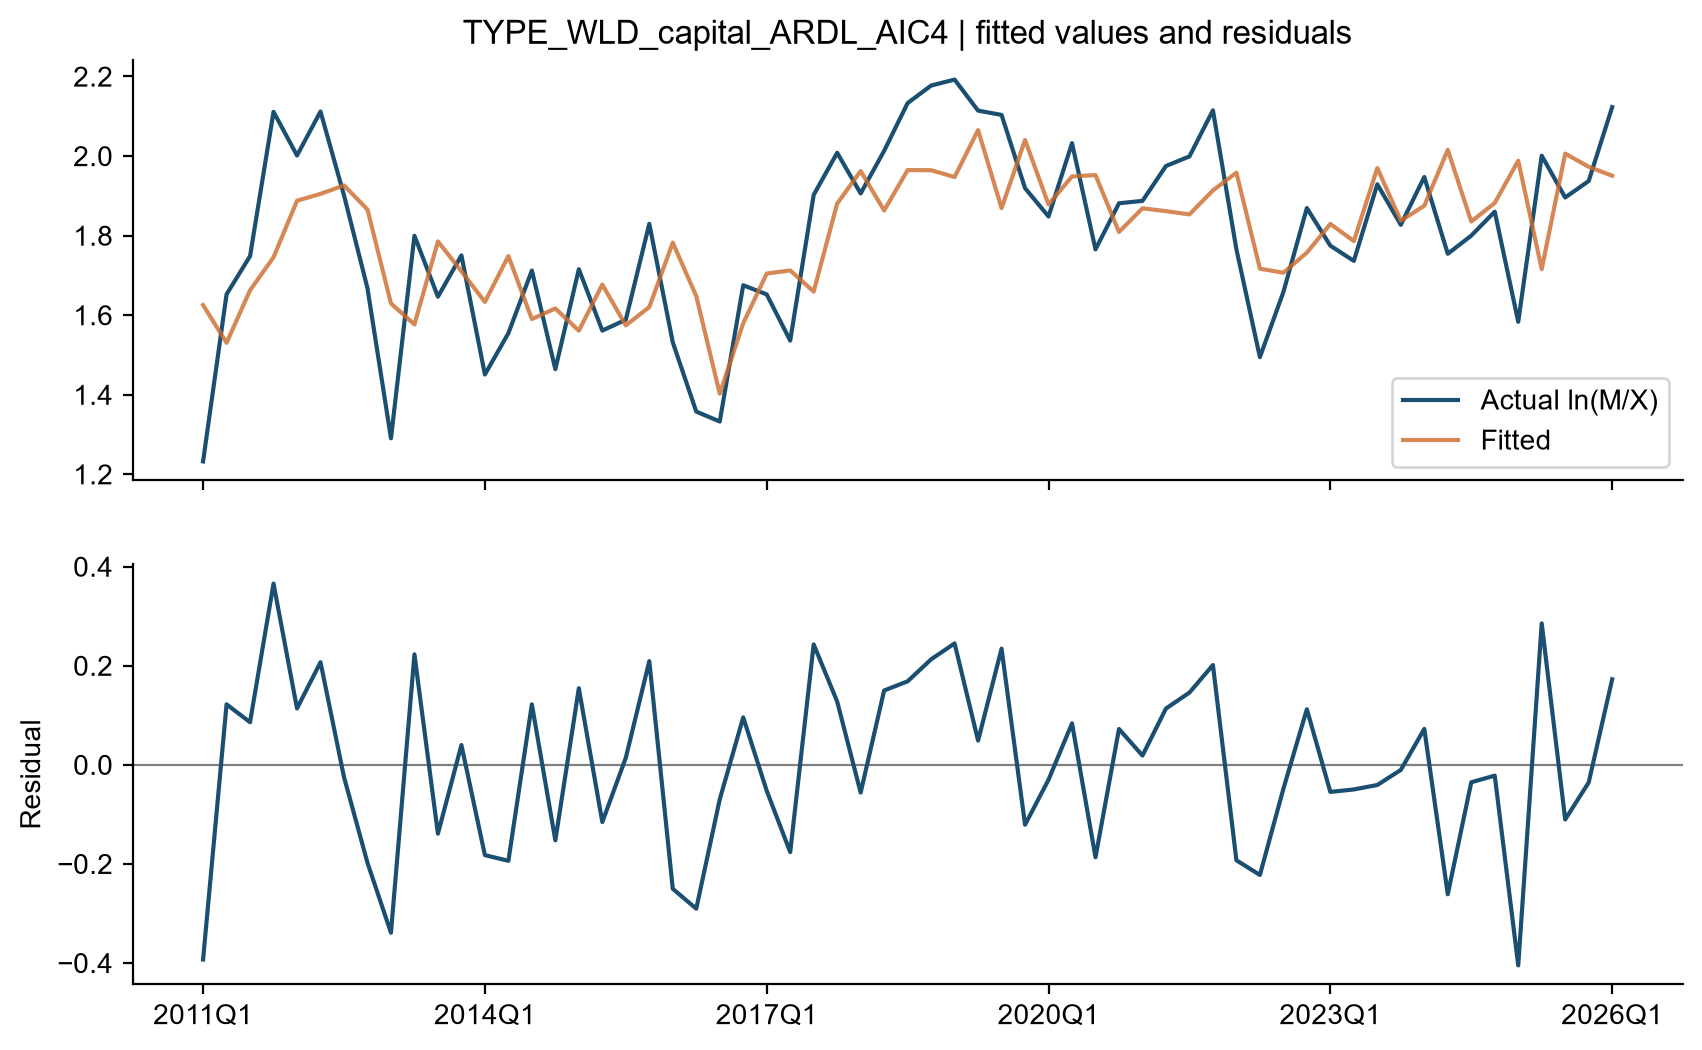 TYPE_WLD_capital_ARDL_AIC4 | fitted values and residuals
2.2
2.0
1.8
1.6
1.4
1.2
Actual ln(M/X)
Fitted
Residual
0.4
0.2
0.0
−0.2
−0.4
2011Q1 2014Q1 2017Q1 2020Q1 2023Q1 2026Q1